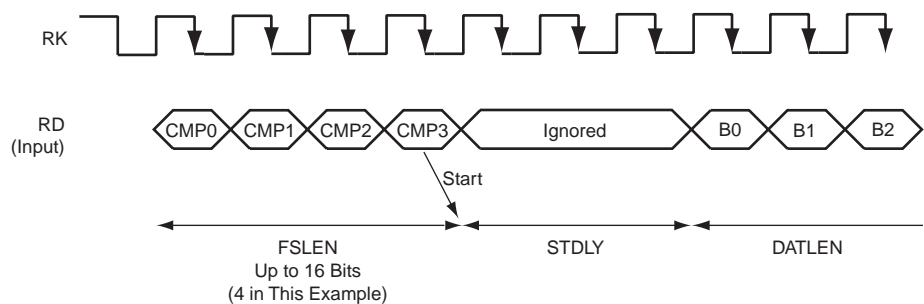 RK
RD
(Input)
CMP0 CMP1 CMP2 CMP3 Ignored B0 B1 B2
Start
FSLEN STDLY DATLEN
Up to 16 Bits
(4 in This Example)